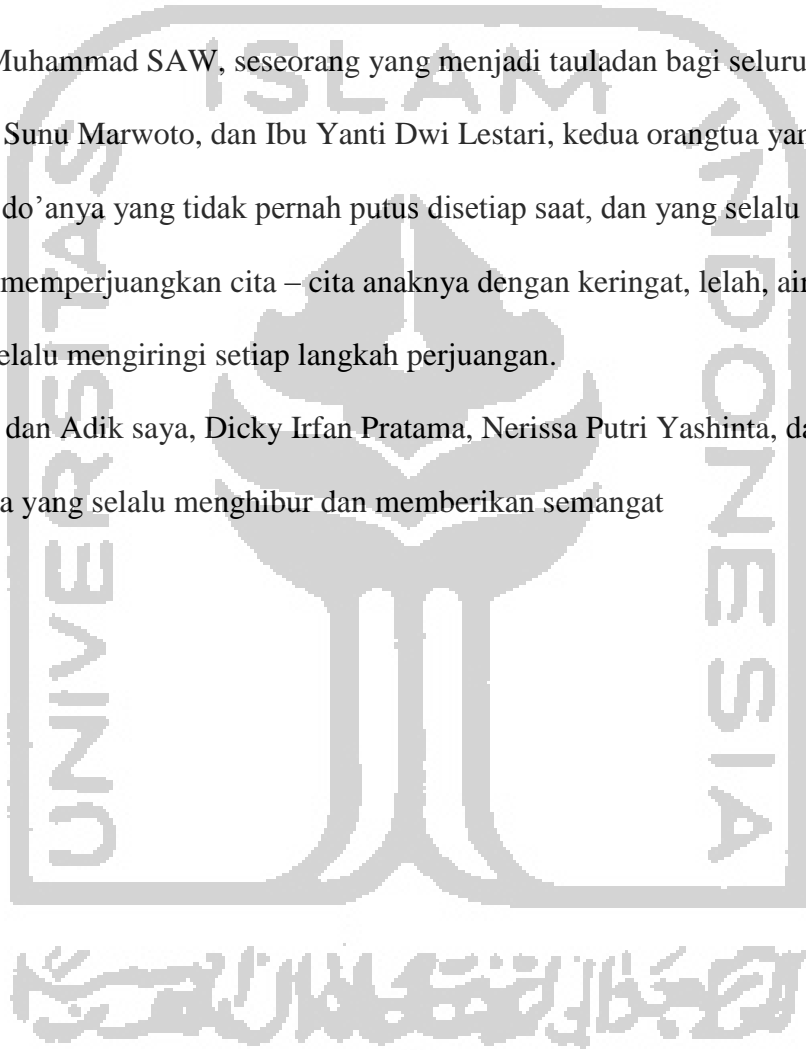 ISLAM
Muhammad SAW, seseorang yang menjadi tauladan bagi seluru
Sunu Marwoto, dan Ibu Yanti Dwi Lestari, kedua orangtua yan
do’anya yang tidak pernah putus disetiap saat, dan yang selalu
memperjuangkan cita – cita anaknya dengan keringat, lelah, air
elalu mengiringi setiap langkah perjuangan.
dan Adik saya, Dicky Irfan Pratama, Nerissa Putri Yashinta, da
a yang selalu menghibur dan memberikan semangat
UNIVERSITAS
INDONESIA